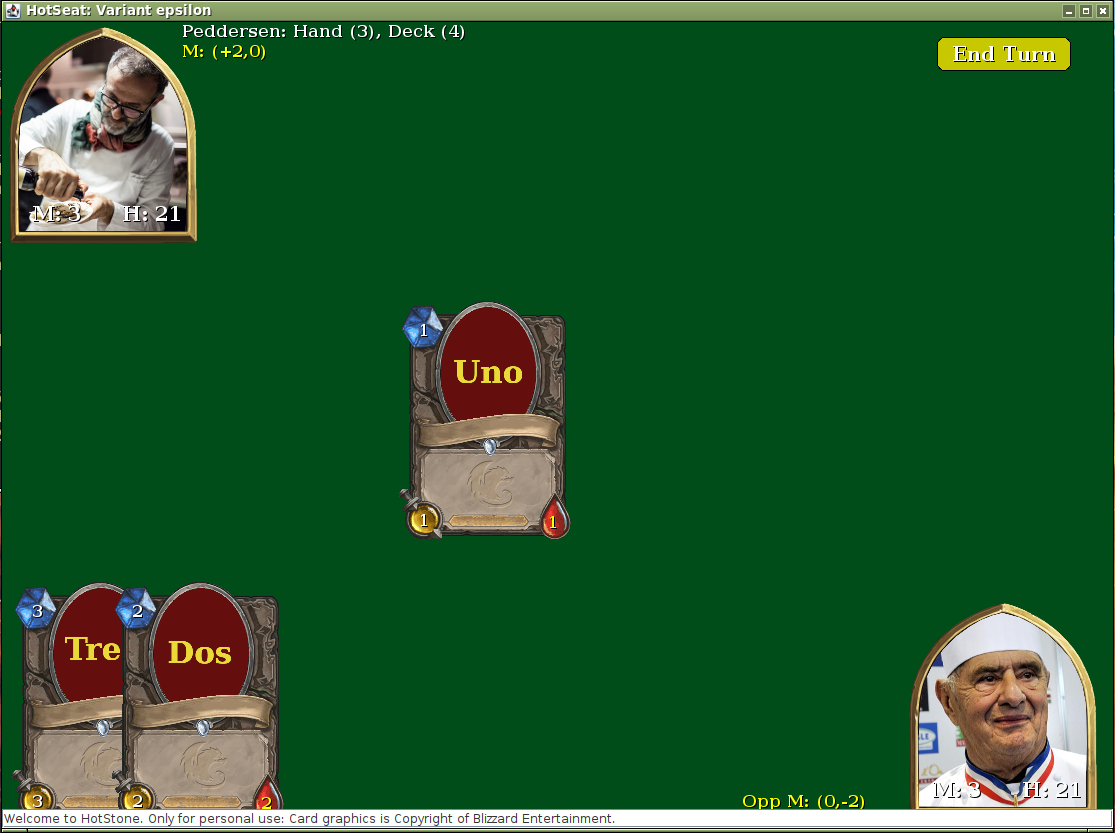 HotSeat: Variant epsilon
Peddersen: Hand (3), Deck (4)
M: (+2,0)
End Turn
M: 3 H: 21
1
Uno
1 1
3 2
Tre Dos
3 2 2
M: 3 H: 21
Opp M: (0,-2)
Welcome to HotStone. Only for personal use: Card graphics is Copyright of Blizzard Entertainment.